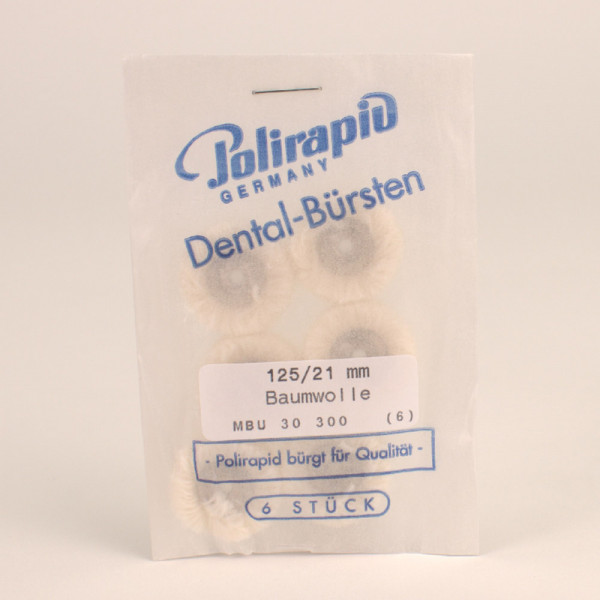 Polirapid
GERMANY
Dental-Bürsten
125/21 mm
Baumwolle
MBU 30 300 (6)
- Polirapid bürgt für Qualität -
6 STÜCK